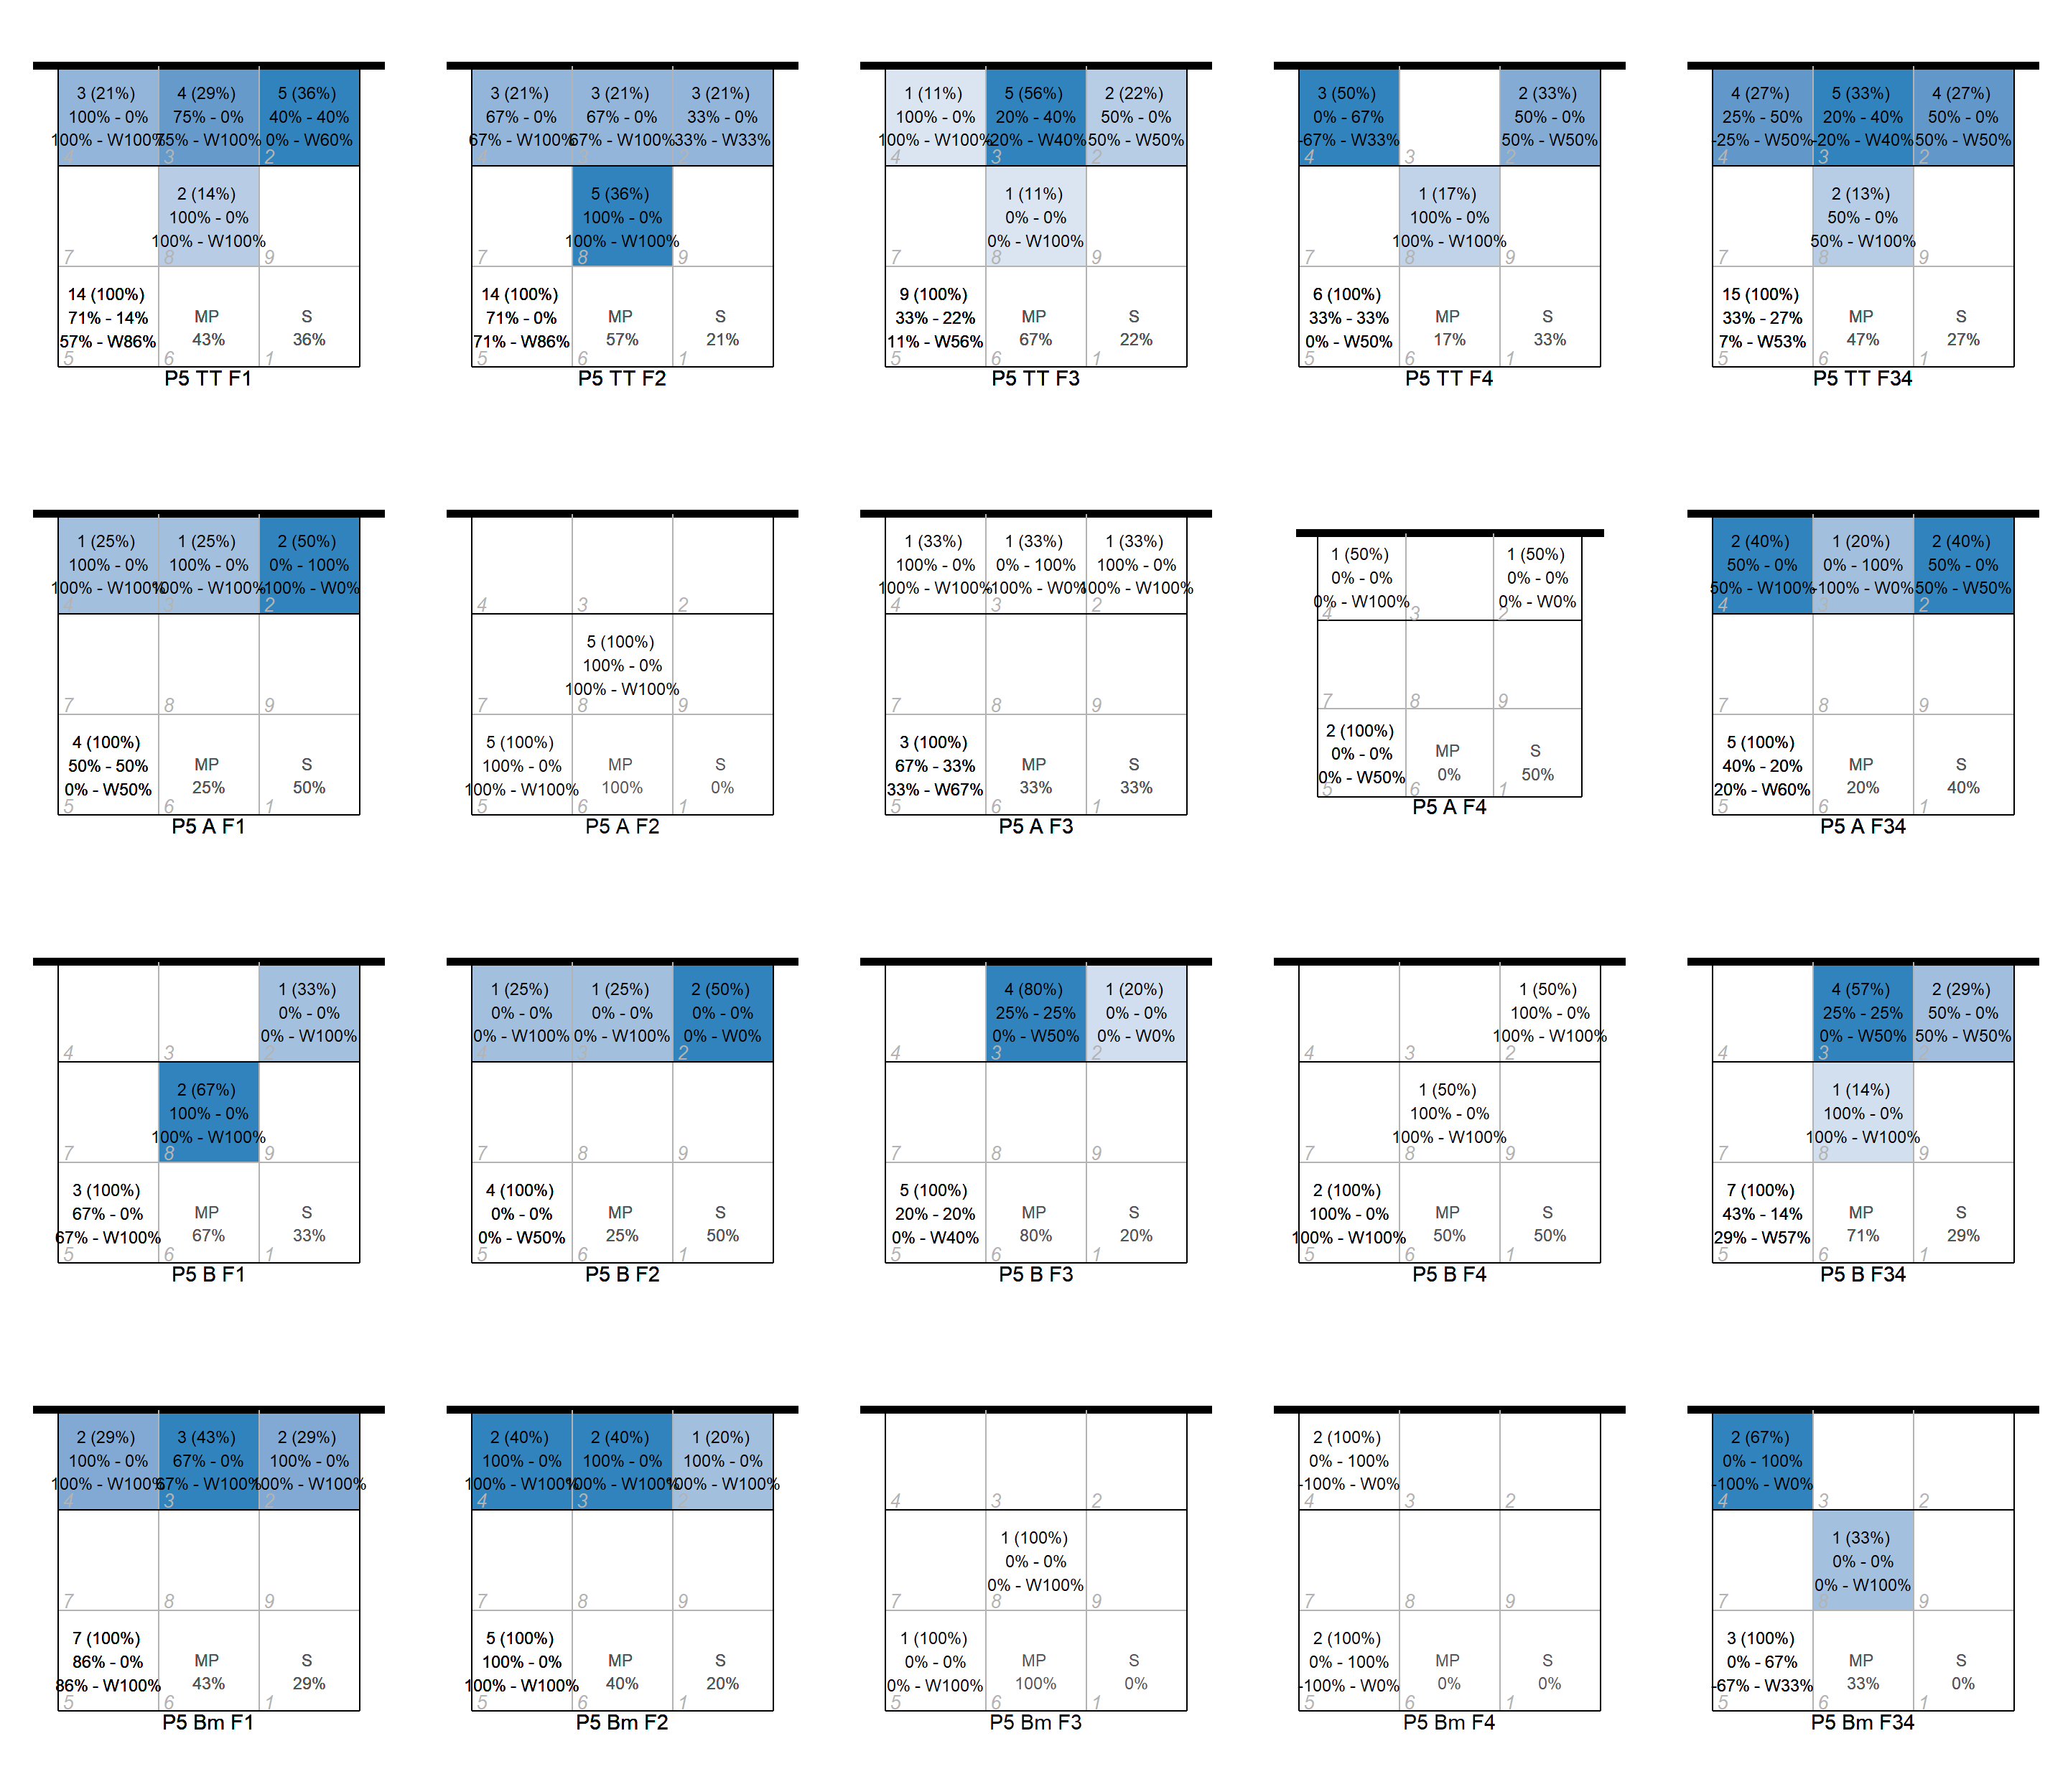 3 (21%)
100% - 0%
100% - W100%
4
4 (29%)
75% - 0%
75% - W100%
3
5 (36%)
40% - 40%
0% - W60%
2
7
2 (14%)
100% - 0%
100% - W100%
8
9
14 (100%)
71% - 14%
57% - W86%
5
MP
43%
6
S
36%
1
P5 TT F1
3 (21%)
67% - 0%
67% - W100%
4
3 (21%)
67% - 0%
67% - W100%
3
3 (21%)
33% - 0%
33% - W33%
2
7
5 (36%)
100% - 0%
100% - W100%
8
9
14 (100%)
71% - 0%
71% - W86%
5
MP
57%
6
S
21%
1
P5 TT F2
1 (11%)
100% - 0%
100% - W100%
4
5 (56%)
20% - 40%
-20% - W40%
3
2 (22%)
50% - 0%
50% - W50%
2
7
1 (11%)
0% - 0%
0% - W100%
8
9
9 (100%)
33% - 22%
11% - W56%
5
MP
67%
6
S
22%
1
P5 TT F3
3 (50%)
0% - 67%
-67% - W33%
4
3
2 (33%)
50% - 0%
50% - W50%
2
7
1 (17%)
100% - 0%
100% - W100%
8
9
6 (100%)
33% - 33%
0% - W50%
5
MP
17%
6
S
33%
1
P5 TT F4
4 (27%)
25% - 50%
-25% - W50%
4
5 (33%)
20% - 40%
-20% - W40%
3
4 (27%)
50% - 0%
50% - W50%
2
7
2 (13%)
50% - 0%
50% - W100%
8
9
15 (100%)
33% - 27%
7% - W53%
5
MP
47%
6
S
27%
1
P5 TT F34
1 (25%)
100% - 0%
100% - W100%
4
1 (25%)
100% - 0%
100% - W100%
3
2 (50%)
0% - 100%
-100% - W0%
2
7
8
9
4 (100%)
50% - 50%
0% - W50%
5
MP
25%
6
S
50%
1
P5 A F1
4
3
2
7
5 (100%)
100% - 0%
100% - W100%
8
9
5 (100%)
100% - 0%
100% - W100%
5
MP
100%
6
S
0%
1
P5 A F2
1 (33%)
100% - 0%
100% - W100%
4
1 (33%)
0% - 100%
-100% - W0%
3
1 (33%)
100% - 0%
100% - W100%
2
7
8
9
3 (100%)
67% - 33%
33% - W67%
5
MP
33%
6
S
33%
1
P5 A F3
1 (50%)
0% - 0%
0% - W100%
4
3
1 (50%)
0% - 0%
0% - W0%
2
7
8
9
2 (100%)
0% - 0%
0% - W50%
5
MP
0%
6
S
50%
1
P5 A F4
2 (40%)
50% - 0%
50% - W100%
4
1 (20%)
0% - 100%
-100% - W0%
3
2 (40%)
50% - 0%
50% - W50%
2
7
8
9
5 (100%)
40% - 20%
20% - W60%
5
MP
20%
6
S
40%
1
P5 A F34
4
3
1 (33%)
0% - 0%
0% - W100%
2
7
2 (67%)
100% - 0%
100% - W100%
8
9
3 (100%)
67% - 0%
67% - W100%
5
MP
67%
6
S
33%
1
P5 B F1
1 (25%)
0% - 0%
0% - W100%
4
1 (25%)
0% - 0%
0% - W100%
3
2 (50%)
0% - 0%
0% - W0%
2
7
8
9
4 (100%)
0% - 0%
0% - W50%
5
MP
25%
6
S
50%
1
P5 B F2
4
4 (80%)
25% - 25%
0% - W50%
3
1 (20%)
0% - 0%
0% - W0%
2
7
8
9
5 (100%)
20% - 20%
0% - W40%
5
MP
80%
6
S
20%
1
P5 B F3
4
3
1 (50%)
100% - 0%
100% - W100%
2
7
1 (50%)
100% - 0%
100% - W100%
8
9
2 (100%)
100% - 0%
100% - W100%
5
MP
50%
6
S
50%
1
P5 B F4
4
4 (57%)
25% - 25%
0% - W50%
3
2 (29%)
50% - 0%
50% - W50%
2
7
1 (14%)
100% - 0%
100% - W100%
8
9
7 (100%)
43% - 14%
29% - W57%
5
MP
71%
6
S
29%
1
P5 B F34
2 (29%)
100% - 0%
100% - W100%
4
3 (43%)
67% - 0%
67% - W100%
3
2 (29%)
100% - 0%
100% - W100%
2
7
8
9
7 (100%)
86% - 0%
86% - W100%
5
MP
43%
6
S
29%
1
P5 Bm F1
2 (40%)
100% - 0%
100% - W100%
4
2 (40%)
100% - 0%
100% - W100%
3
1 (20%)
100% - 0%
100% - W100%
2
7
8
9
5 (100%)
100% - 0%
100% - W100%
5
MP
40%
6
S
20%
1
P5 Bm F2
4
3
2
7
1 (100%)
0% - 0%
0% - W100%
8
9
1 (100%)
0% - 0%
0% - W100%
5
MP
100%
6
S
0%
1
P5 Bm F3
2 (100%)
0% - 100%
-100% - W0%
4
3
2
7
8
9
2 (100%)
0% - 100%
-100% - W0%
5
MP
0%
6
S
0%
1
P5 Bm F4
2 (67%)
0% - 100%
-100% - W0%
4
3
2
7
1 (33%)
0% - 0%
0% - W100%
8
9
3 (100%)
0% - 67%
-67% - W33%
5
MP
33%
6
S
0%
1
P5 Bm F34